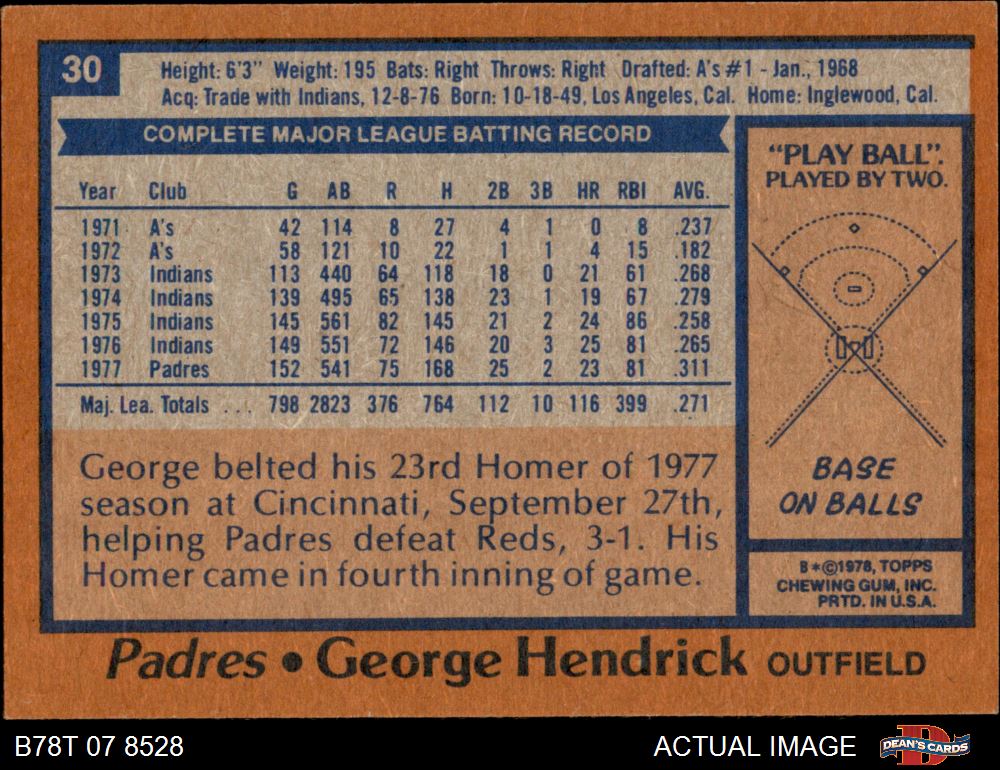 30
Height: 6'3" Weight: 195 Bats: Right Throws: Right Drafted: A's #1 - Jan., 1968
Acq: Trade with Indians, 12-8-76 Born: 10-18-49, Los Angeles, Cal. Home: Inglewood, Cal.
COMPLETE MAJOR LEAGUE BATTING RECORD
Year Club G AB R H 2B 3B HR RBI AVG.
1971 A's 42 114 8 27 4 1 0 8 .237
1972 A's 58 121 10 22 1 1 4 15 .182
1973 Indians 113 440 64 118 18 0 21 61 .268
1974 Indians 139 495 65 138 23 1 19 67 .279
1975 Indians 145 561 82 145 21 2 24 86 .258
1976 Indians 149 551 72 146 20 3 25 81 .265
1977 Padres 152 541 75 168 25 2 23 81 .311
Maj. Lea. Totals . . . 798 2823 376 764 112 10 116 399 .271
George belted his 23rd Homer of 1977
season at Cincinnati, September 27th,
helping Padres defeat Reds, 3-1. His
Homer came in fourth inning of game.
"PLAY BALL".
PLAYED BY TWO.
BASE
ON BALLS
B*©1978, TOPPS
CHEWING GUM, INC.
PRTD. IN U.S.A.
Padres • George Hendrick OUTFIELD
B78T 07 8528
ACTUAL IMAGE
D
DEAN'S CARDS